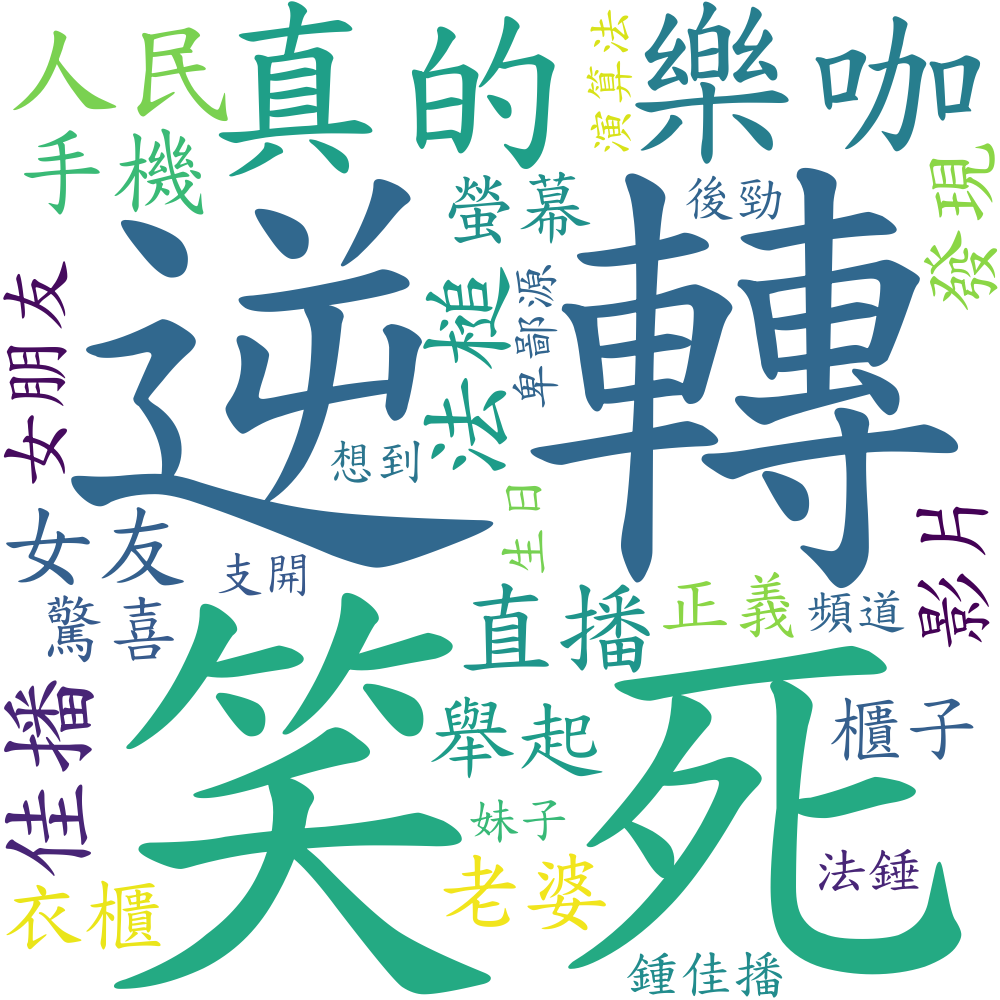 人民
真的
演算法
樂咖
手機
螢幕
後勁
發現
逆轉
女朋友
法槌
卑鄙源
想到
女友
生日
影片
支開
驚喜
直播
正義
頻道
笑死
佳播
舉起
櫃子
妹子
衣櫃
老婆
法錘
鍾佳播